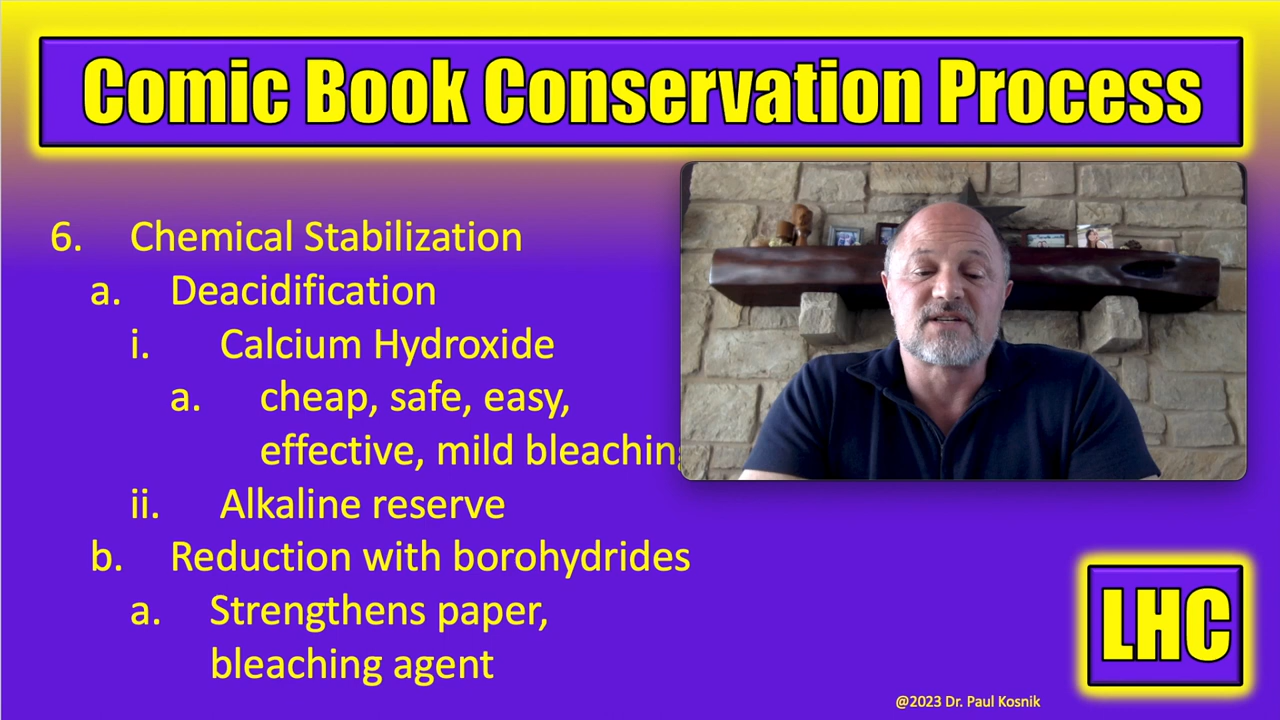 Comic Book Conservation Process
6. Chemical Stabilization
a. Deacidification
i. Calcium Hydroxide
a. cheap, safe, easy,
effective, mild bleaching
ii. Alkaline reserve
b. Reduction with borohydrides
a. Strengthens paper,
bleaching agent
LHC
@2023 Dr. Paul Kosnik